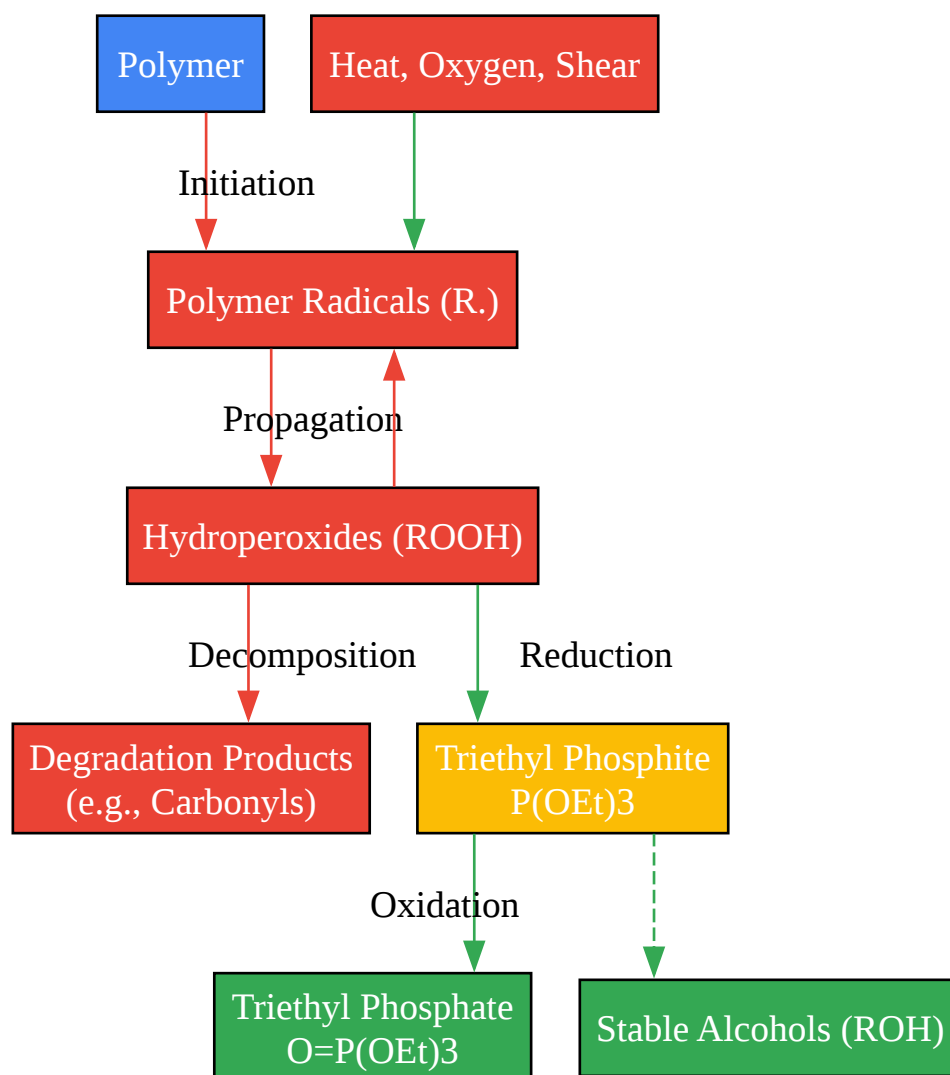 Polymer
Heat, Oxygen, Shear
Initiation
Polymer Radicals (R.)
Propagation
Hydroperoxides (ROOH)
Decomposition
Reduction
Degradation Products
(e.g., Carbonyls)
Triethyl Phosphite
P(OEt)3
Oxidation
Triethyl Phosphate
O=P(OEt)3
Stable Alcohols (ROH)